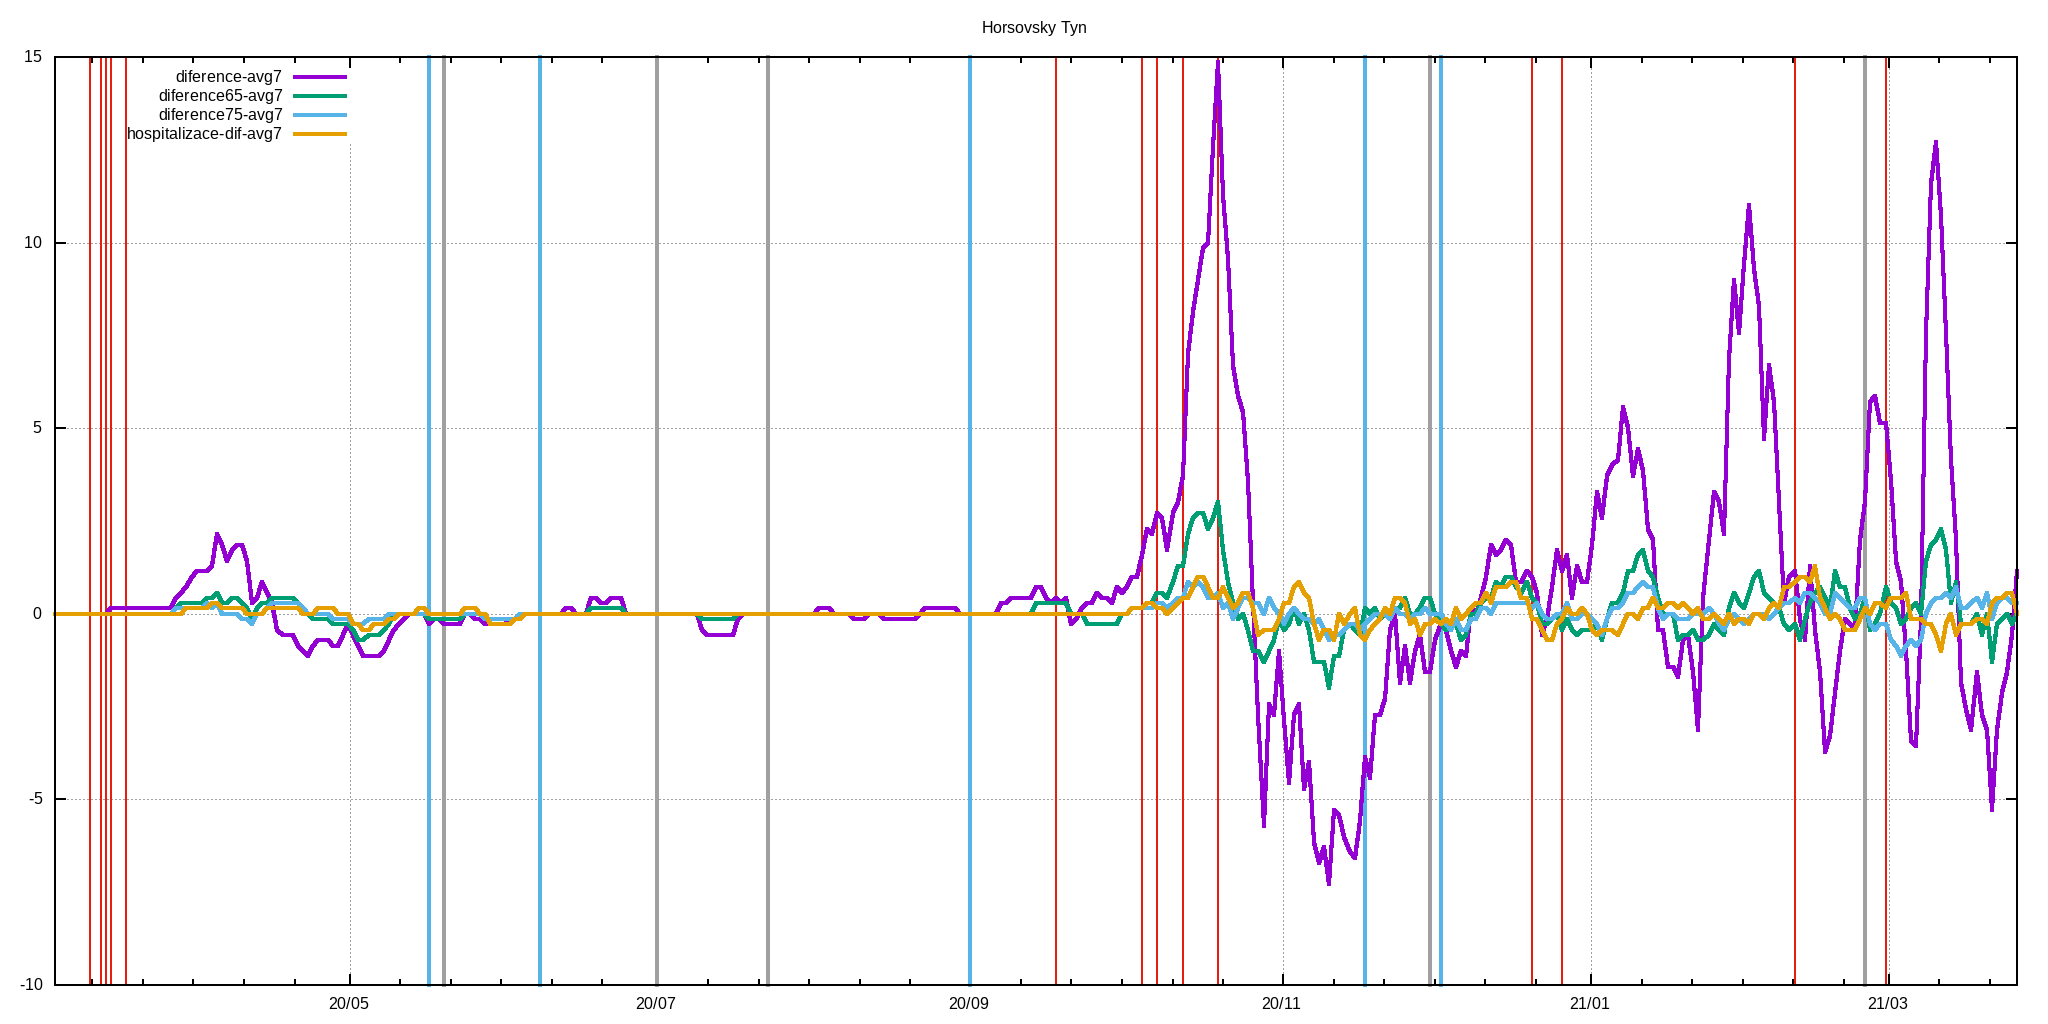 Horsovsky Tyn
diference-avg7
diference65-avg7
diference75-avg7
hospitalizace-dif-avg7
15
10
5
0
-5
-10
20/05 20/07 20/09 20/11 21/01 21/03